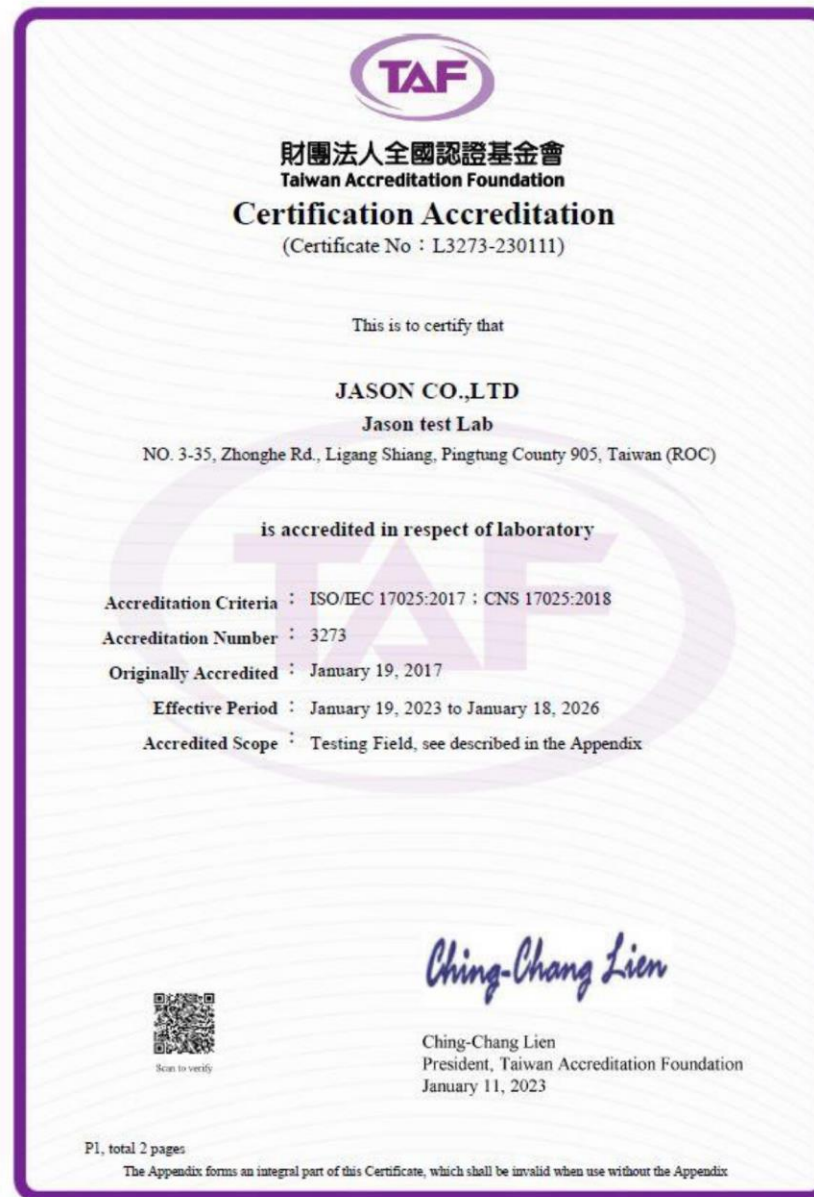 TAF
財團法人全國認證基金會
Taiwan Accreditation Foundation
Certification Accreditation
(Certificate No：L3273-230111)
This is to certify that
JASON CO.,LTD
Jason test Lab
NO. 3-35, Zhonghe Rd., Ligang Shiang, Pingtung County 905, Taiwan (ROC)
is accredited in respect of laboratory
TAF
Accreditation Criteria：ISO/IEC 17025:2017；CNS 17025:2018
Accreditation Number：3273
Originally Accredited：January 19, 2017
Effective Period：January 19, 2023 to January 18, 2026
Accredited Scope：Testing Field, see described in the Appendix
Ching-Chang Lien
Scan to verify
Ching-Chang Lien
President, Taiwan Accreditation Foundation
January 11, 2023
P1, total 2 pages
The Appendix forms an integral part of this Certificate, which shall be invalid when use without the Appendix